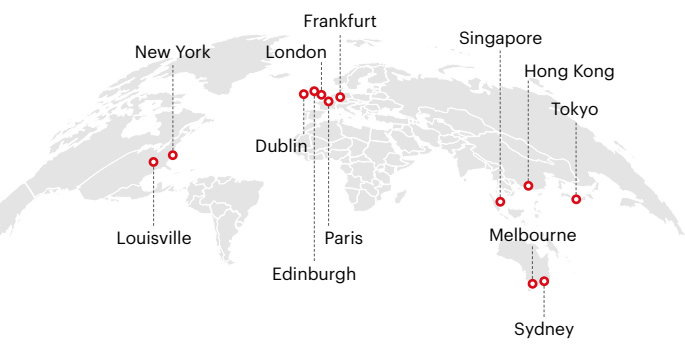 Frankfurt
New York
London
Singapore
Hong Kong
Tokyo
Dublin
Louisville
Paris
Melbourne
Edinburgh
Sydney